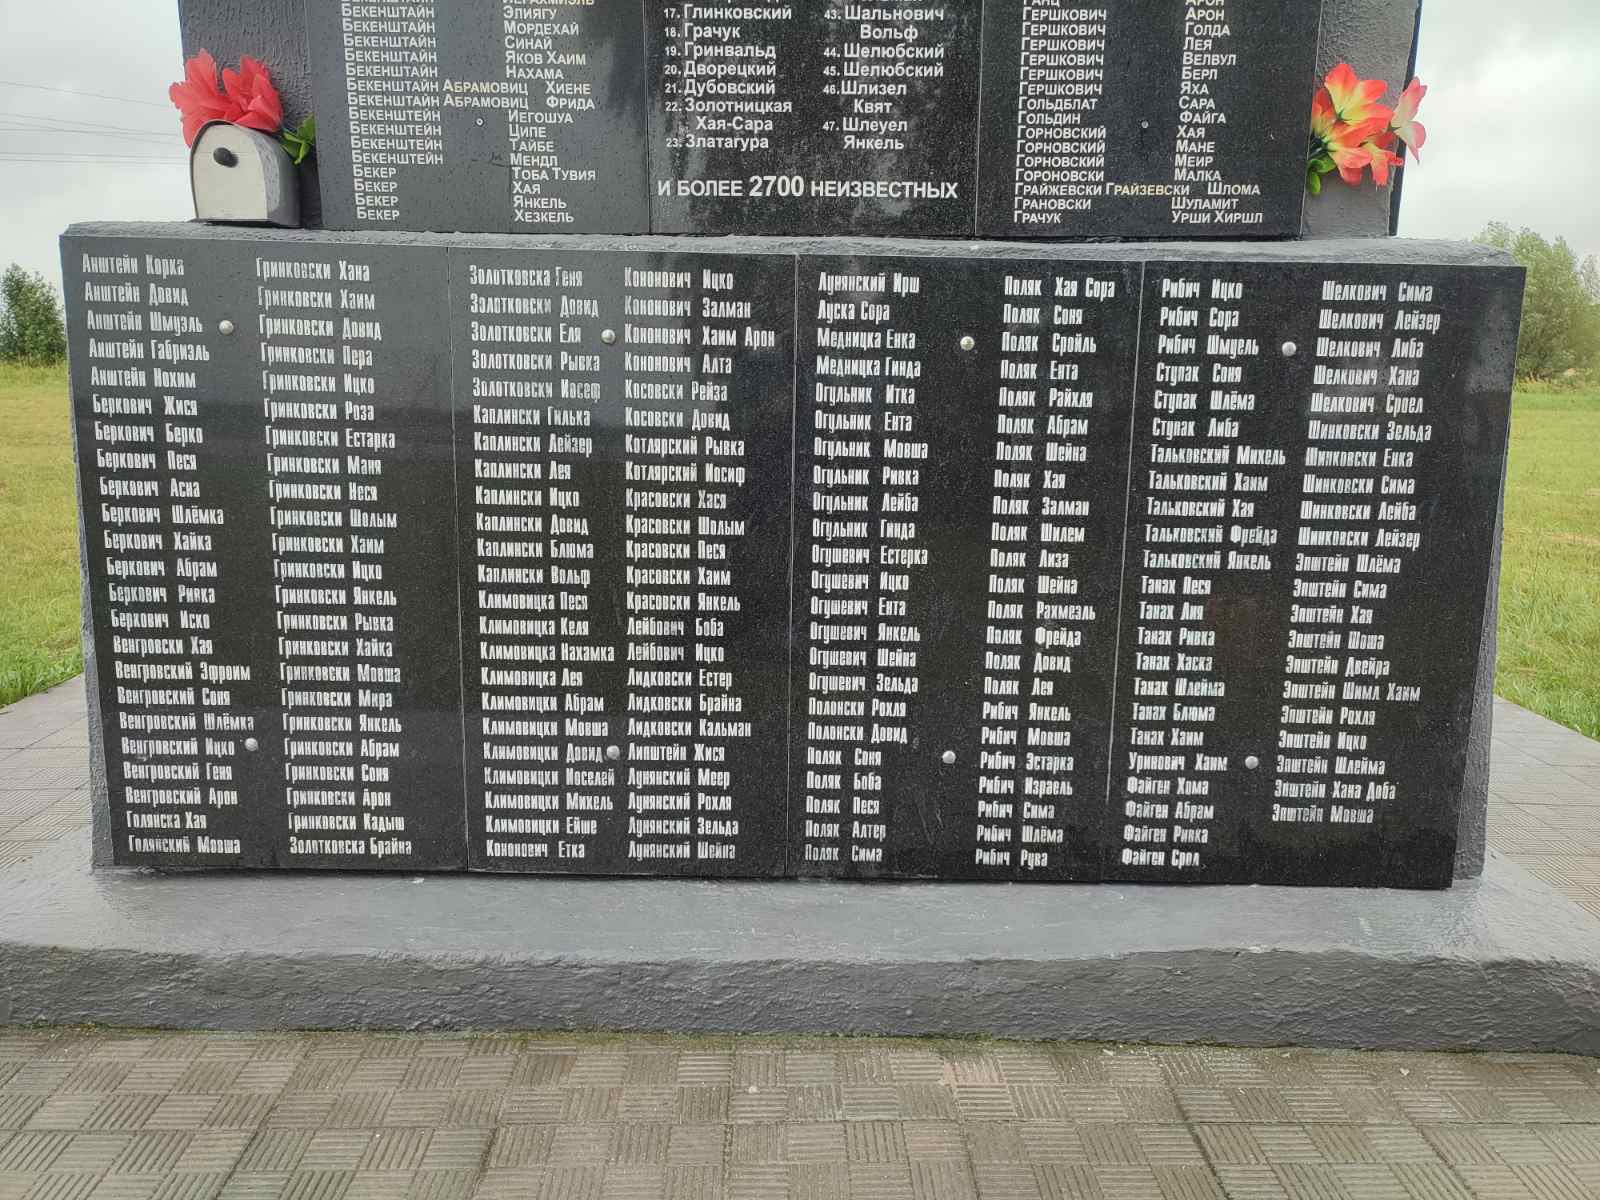 Бекенштайн Иерахмиэль
Бекенштайн Элиягу
Бекенштайн Мордехай
Бекенштайн Синай
Бекенштайн Яков Хаим
Бекенштайн Нахама
Бекенштайн Абрамовиц Хиене
Бекенштайн Абрамовиц Фрида
Бекенштейн Иегошуа
Бекенштейн Ципе
Бекенштейн Тайбе
Бекенштейн Мендл
Бекер Тоба Тувия
Бекер Хая
Бекер Янкель
Бекер Хезкель
17. Глинковский
18. Грачук
19. Гринвальд
20. Дворецкий
21. Дубовский
22. Золотницкая
Хая-Сара
23. Златагура
43. Шальнович
Вольф
44. Шелюбский
45. Шелюбский
46. Шлизел
Квят
47. Шлеуел
Янкель
И БОЛЕЕ 2700 НЕИЗВЕСТНЫХ
Ганц Арон
Гершкович Арон
Гершкович Голда
Гершкович Лея
Гершкович Велвул
Гершкович Берл
Гершкович Яха
Гольдблат Сара
Гольдин Файга
Горновский Хая
Горновский Мане
Горновский Меир
Гороновски Малка
Грайжевски Грайзевски Шлома
Грановски Шуламит
Грачук Урши Хиршл
Анштейн Корка
Анштейн Довид
Анштейн Шмуэль
Анштейн Габриэль
Анштейн Нохим
Беркович Жися
Беркович Берко
Беркович Песя
Беркович Асна
Беркович Шлёмка
Беркович Хайка
Беркович Абрам
Беркович Ривка
Беркович Иско
Венгровски Хая
Венгровский Эфроим
Венгровский Соня
Венгровский Шлёмка
Венгровский Ицко
Венгровский Геня
Венгровский Арон
Голянска Хая
Голянский Мовша
Гринковски Хана
Гринковски Хаим
Гринковски Довид
Гринковски Пера
Гринковски Ицко
Гринковски Роза
Гринковски Естарка
Гринковски Маня
Гринковски Неся
Гринковски Шолым
Гринковски Хаим
Гринковски Ицко
Гринковски Янкель
Гринковски Рывка
Гринковски Хайка
Гринковски Мовша
Гринковски Мира
Гринковски Янкель
Гринковски Абрам
Гринковски Соня
Гринковски Арон
Гринковски Кадыш
Золотковска Брайна
Золотковска Геня
Золотковски Довид
Золотковски Еля
Золотковски Рывка
Золотковски Иосеф
Каплински Гилька
Каплински Лейзер
Каплински Лея
Каплински Ицко
Каплински Довид
Каплински Блюма
Каплински Вольф
Климовицка Песя
Климовицка Келя
Климовицка Нахамка
Климовицка Лея
Климовицки Абрам
Климовицки Мовша
Климовицки Довид
Климовицки Иоселей
Климовицки Михель
Климовицки Ейше
Кононович Етка
Кононович Ицко
Кононович Залман
Кононович Хаим Арон
Кононович Алта
Косовски Рейза
Косовски Довид
Котлярский Рывка
Котлярский Иосиф
Красовски Хася
Красовски Шолым
Красовски Песя
Красовски Хаим
Красовски Янкель
Лейбович Боба
Лейбович Ицко
Лидковски Естер
Лидковски Брайна
Лидковски Кальман
Липштейн Жися
Лунянский Меер
Лунянский Рохля
Лунянский Зельда
Лунянский Шейна
Лунянский Ирш
Луска Сора
Медницка Енка
Медницка Гинда
Огульник Итка
Огульник Ента
Огульник Мовша
Огульник Ривка
Огульник Лейба
Огульник Гинда
Огушевич Естерка
Огушевич Ицко
Огушевич Ента
Огушевич Янкель
Огушевич Шейна
Огушевич Зельда
Полонски Рохля
Полонски Довид
Поляк Соня
Поляк Боба
Поляк Песя
Поляк Алтер
Поляк Сима
Поляк Хая Сора
Поляк Соня
Поляк Сройль
Поляк Ента
Поляк Райхля
Поляк Абрам
Поляк Шейна
Поляк Хая
Поляк Залман
Поляк Шилем
Поляк Лиза
Поляк Шейна
Поляк Рахмэль
Поляк Фрейда
Поляк Довид
Поляк Лея
Рибич Янкель
Рибич Мовша
Рибич Эстарка
Рибич Израель
Рибич Сима
Рибич Шлёма
Рибич Рува
Рибич Ицко
Рибич Сора
Рибич Шмуель
Ступак Соня
Ступак Шлёма
Ступак Либа
Тальковский Михель
Тальковский Хаим
Тальковский Хая
Тальковский Фрейда
Тальковский Янкель
Танах Песя
Танах Лия
Танах Ривка
Танах Хаска
Танах Шлейма
Танах Блюма
Танах Хаим
Уринович Хаим
Файген Хома
Файген Абрам
Файген Ривка
Файген Срол
Шелкович Сима
Шелкович Лейзер
Шелкович Либа
Шелкович Хана
Шелкович Сроел
Шинковски Зельда
Шинковски Енка
Шинковски Сима
Шинковски Лейба
Шинковски Лейзер
Эпштейн Шлёма
Эпштейн Сима
Эпштейн Хая
Эпштейн Шаша
Эпштейн Двейра
Эпштейн Шимл Хаим
Эпштейн Рохля
Эпштейн Ицко
Эпштейн Шлейма
Эпштейн Хана Доба
Эпштейн Мовша